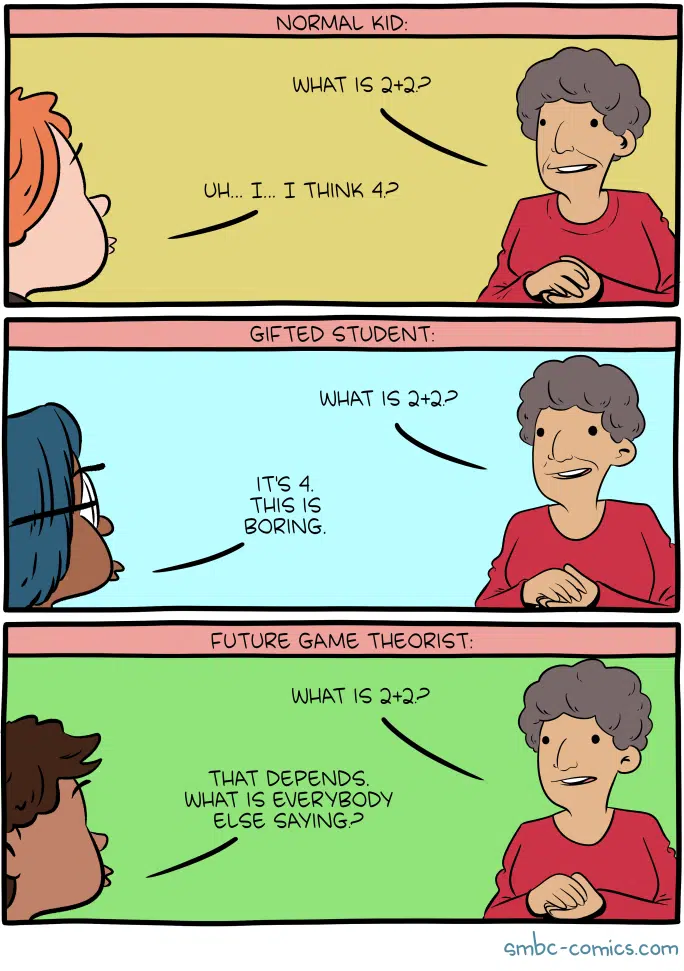 NORMAL KID:
WHAT IS 2+2?
UH... I... I THINK 4?
GIFTED STUDENT:
WHAT IS 2+2?
IT'S 4.
THIS IS
BORING.
FUTURE GAME THEORIST:
WHAT IS 2+2?
THAT DEPENDS.
WHAT IS EVERYBODY
ELSE SAYING?
smbc-comics.com